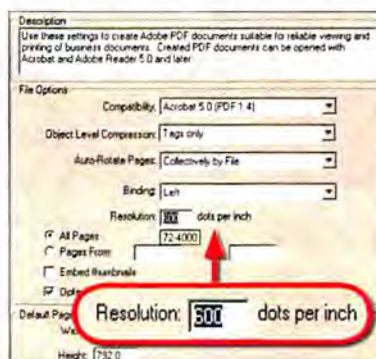 Description
Use these settings to create Adobe PDF documents suitable for reliable viewing and
printing of business documents. Created PDF documents can be opened with
Acrobat and Adobe Reader 5.0 and later.
File Options
Compatibility: Acrobat 5.0 (PDF 1.4)
Object Level Compression: Tags only
Auto-Rotate Pages: Collectively by File
Binding: Left
Resolution: 600 dots per inch
All Pages 72-4000
Pages From:
Embed thumbnails
Default Pag
Resolution: 600 dots per inch
Height: 792.0